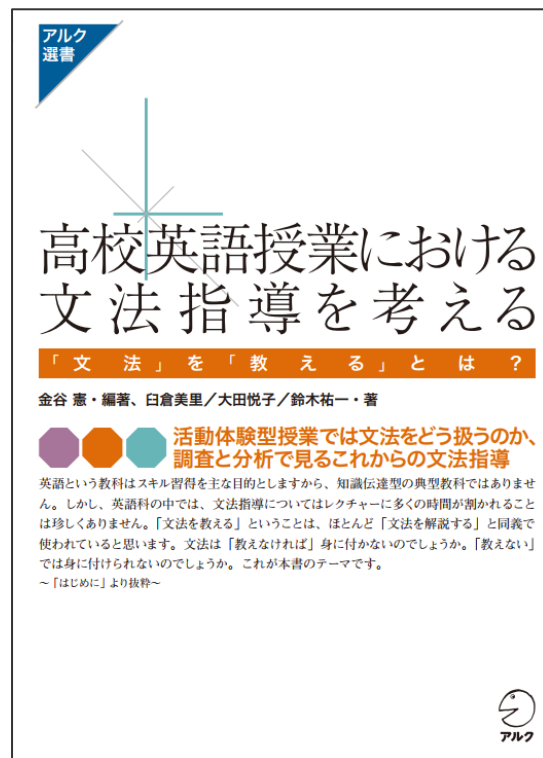 アルク
選書
高校英語授業における
文法指導を考える
「文法」を「教える」とは？
金谷 憲・編著、臼倉美里／大田悦子／鈴木祐一・著
活動体験型授業では文法をどう扱うのか、
調査と分析で見るこれからの文法指導
英語という教科はスキル習得を主な目的としますから、知識伝達型の典型教科ではありませ
ん。しかし、英語科の中では、文法指導についてはレクチャーに多くの時間が割かれること
は珍しくありません。「文法を教える」ということは、ほとんど「文法を解説する」と同義で
使われていると思います。文法は「教えなければ」身に付かないのでしょうか。「教えない」
では身に付けられないのでしょうか。これが本書のテーマです。
～「はじめに」より抜粋～
アルク